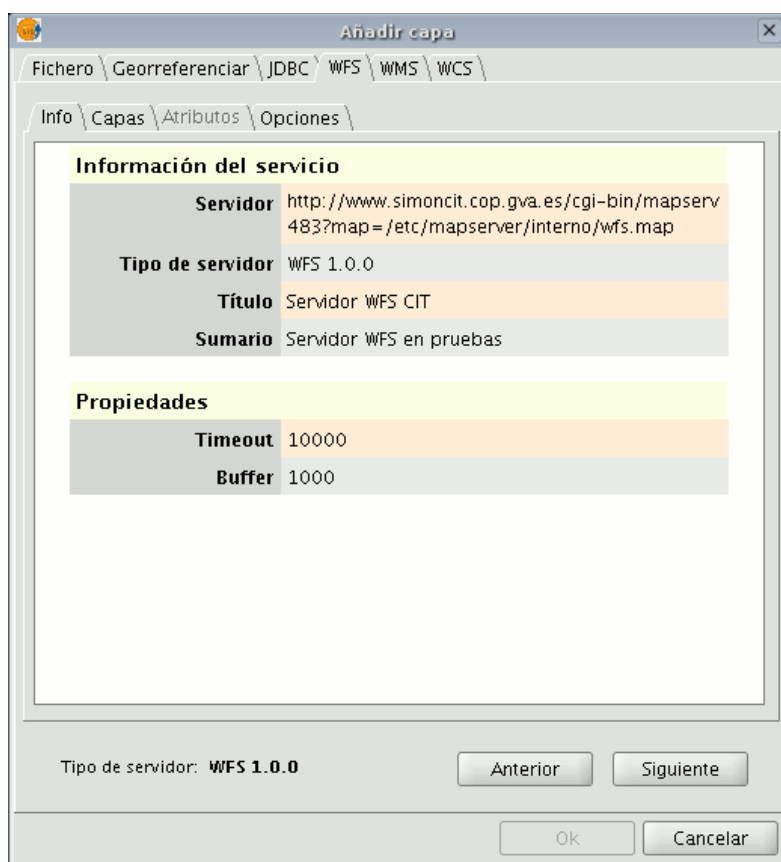 Añadir capa
Fichero Georreferenciar JDBC WFS WMS WCS
Info Capas Atributos Opciones
Información del servicio
Servidor http://www.simoncit.cop.gva.es/cgi-bin/mapserv
483?map=/etc/mapserver/interno/wfs.map
Tipo de servidor WFS 1.0.0
Título Servidor WFS CIT
Sumario Servidor WFS en pruebas
Propiedades
Timeout 10000
Buffer 1000
Tipo de servidor: WFS 1.0.0 Anterior Siguiente
Ok Cancelar